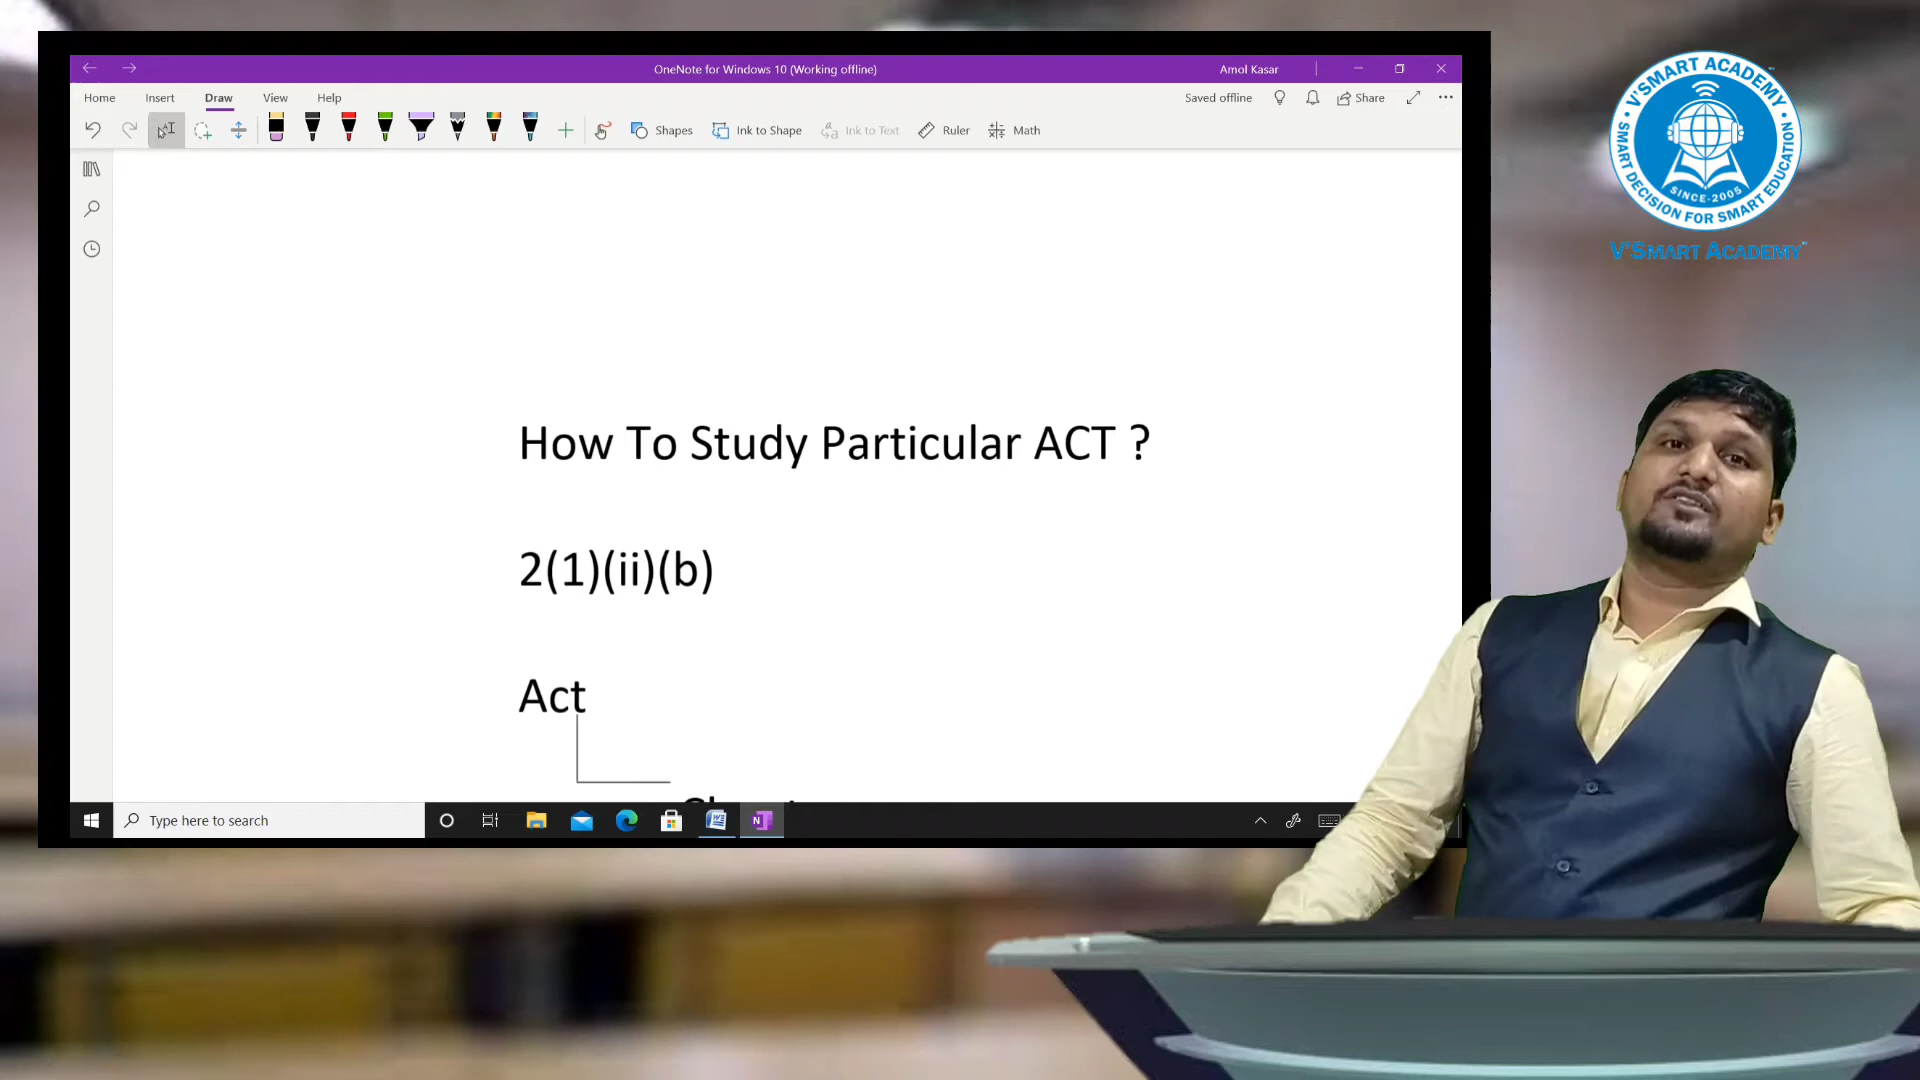 OneNote for Windows 10 (Working offline)
Amol Kasar
Home Insert Draw View Help
Saved offline
Share
Shapes
Ink to Shape
Ink to Text
Ruler
Math
How To Study Particular ACT ?
2(1)(ii)(b)
Act
Type here to search
• V'SMART ACADEMY •
SMART DECISION FOR SMART EDUCATION
SINCE-2005
V'SMART ACADEMY